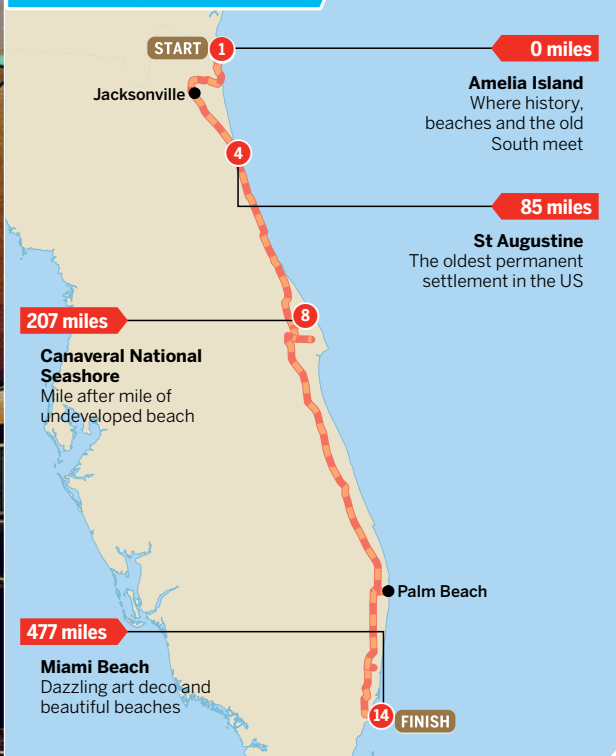 START 1
0 miles
Amelia Island
Where history,
beaches and the old
South meet
Jacksonville
4
85 miles
St Augustine
The oldest permanent
settlement in the US
8
207 miles
Canaveral National
Seashore
Mile after mile of
undeveloped beach
Palm Beach
477 miles
Miami Beach
Dazzling art deco and
beautiful beaches
14 FINISH